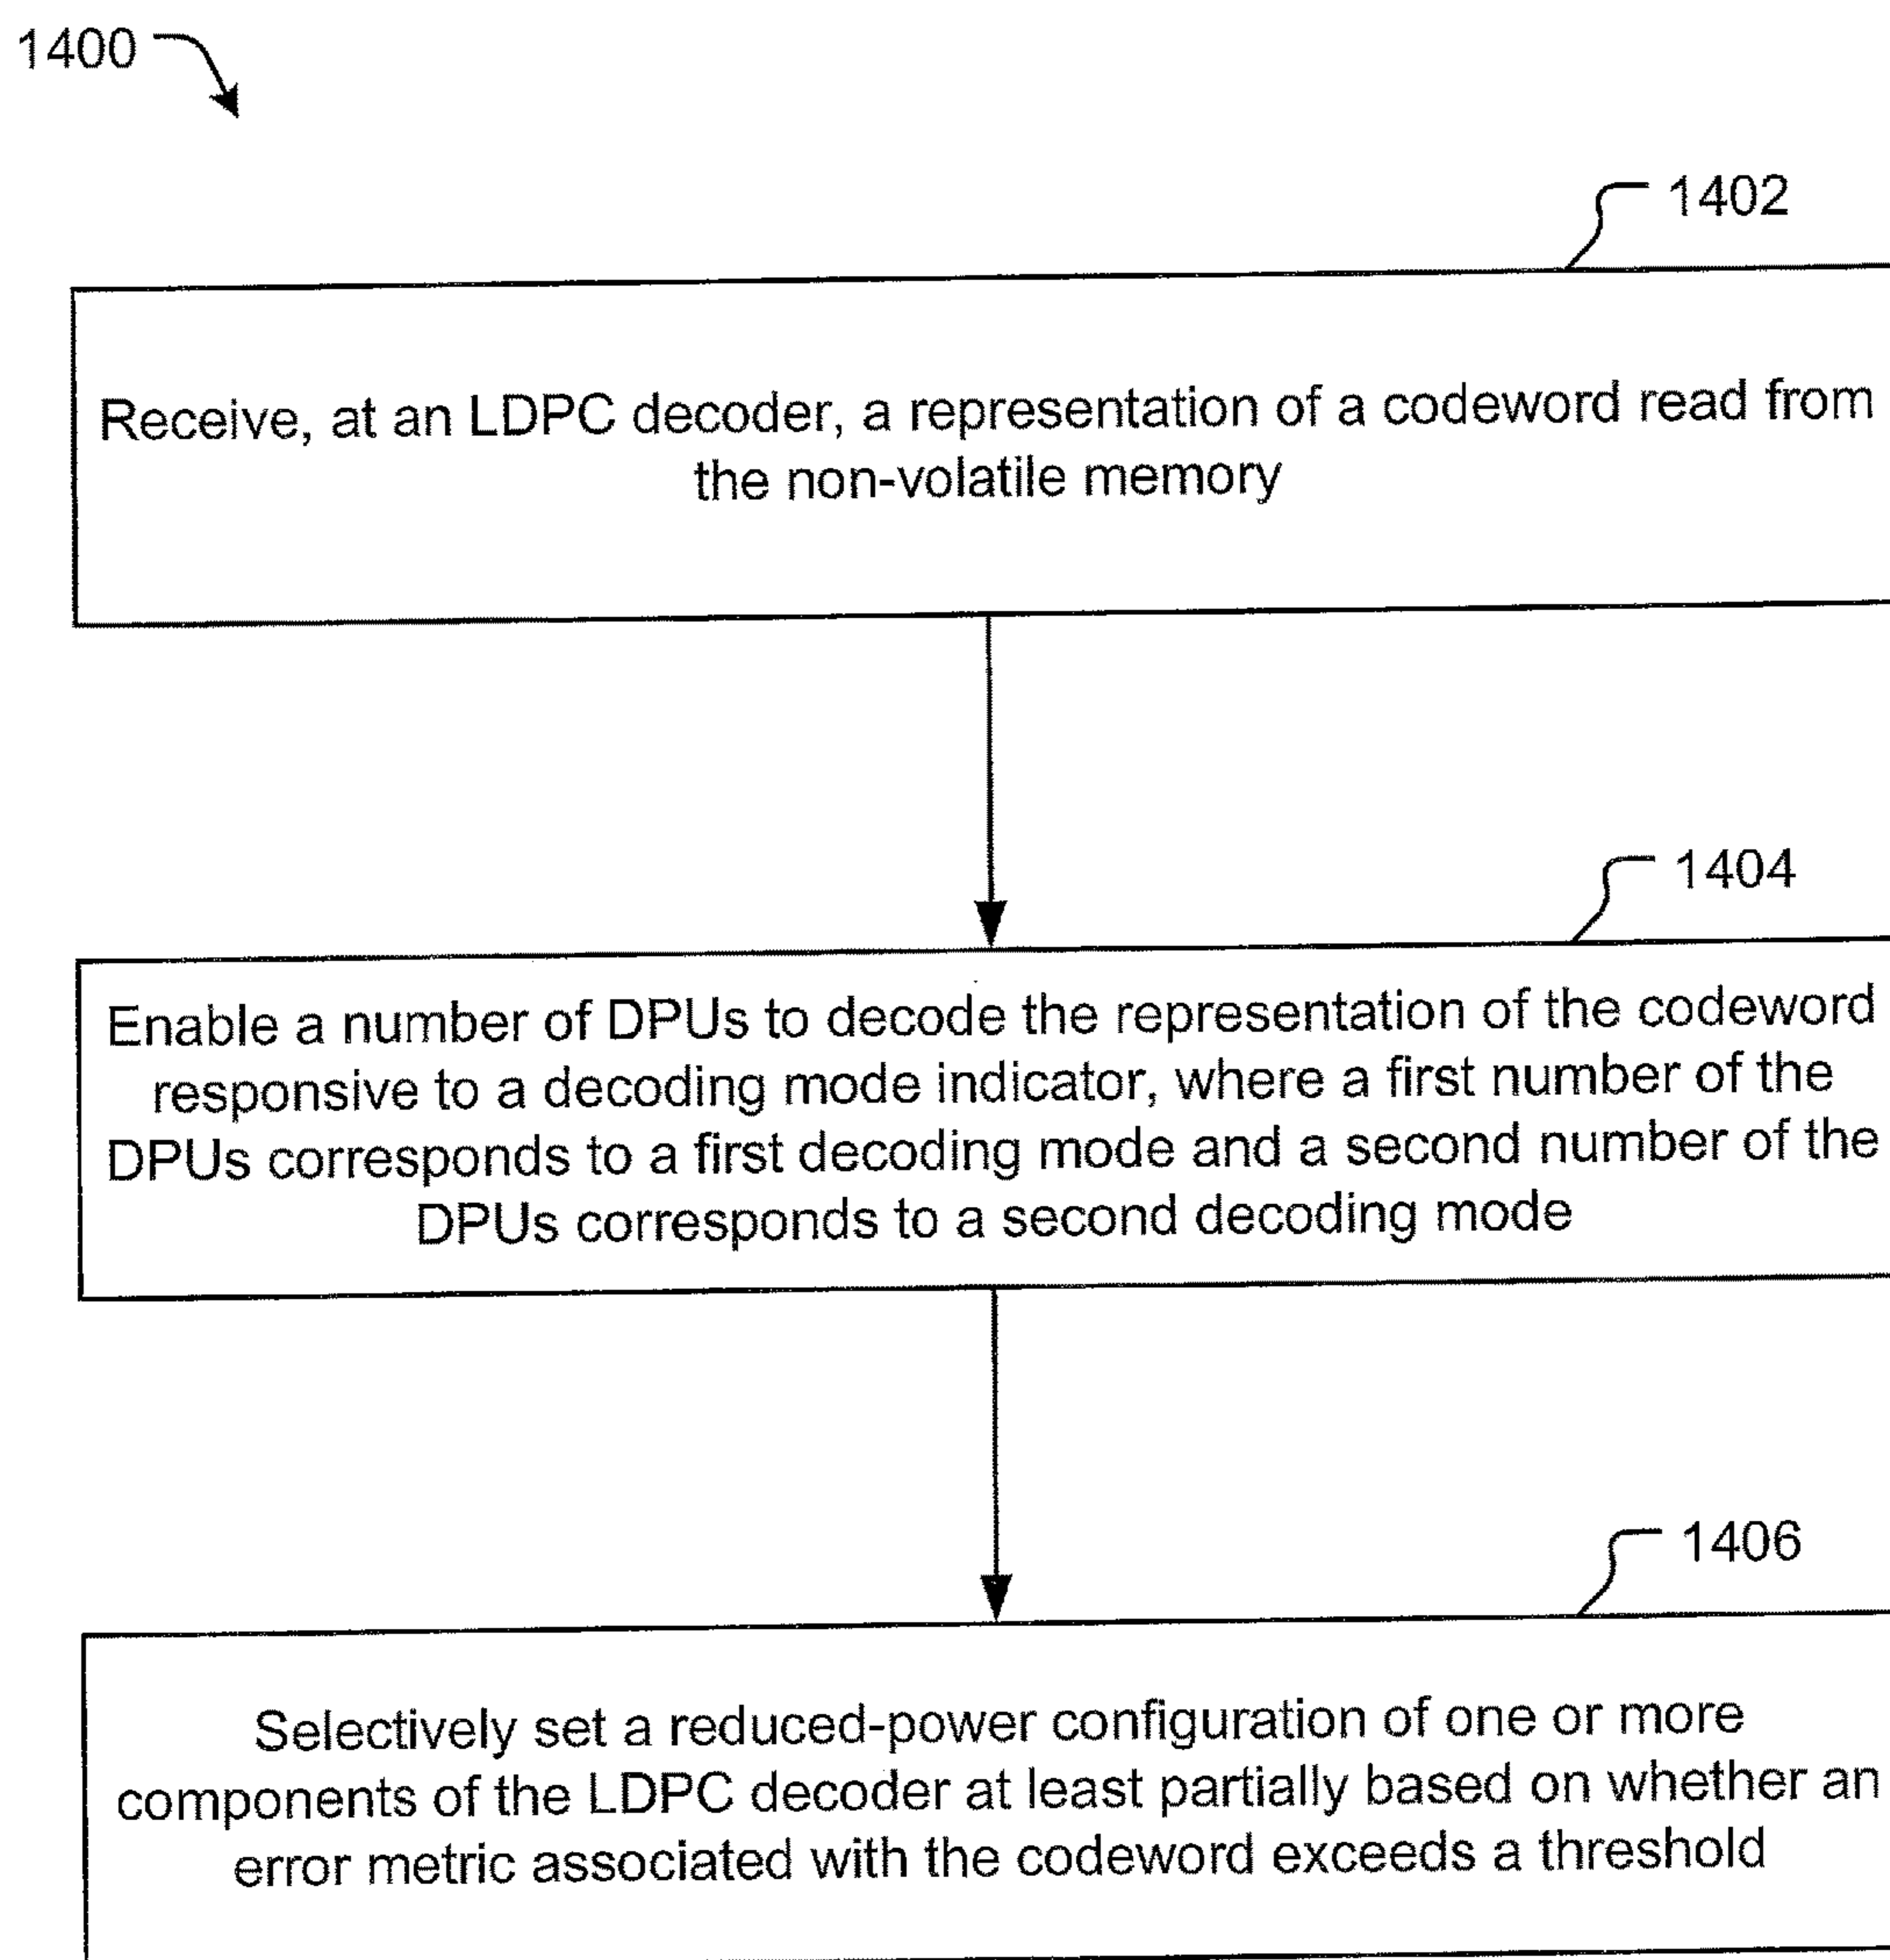 1400
1402
Receive, at an LDPC decoder, a representation of a codeword read from
the non-volatile memory
1404
Enable a number of DPUs to decode the representation of the codeword
responsive to a decoding mode indicator, where a first number of the
DPUs corresponds to a first decoding mode and a second number of the
DPUs corresponds to a second decoding mode
1406
Selectively set a reduced-power configuration of one or more
components of the LDPC decoder at least partially based on whether an
error metric associated with the codeword exceeds a threshold